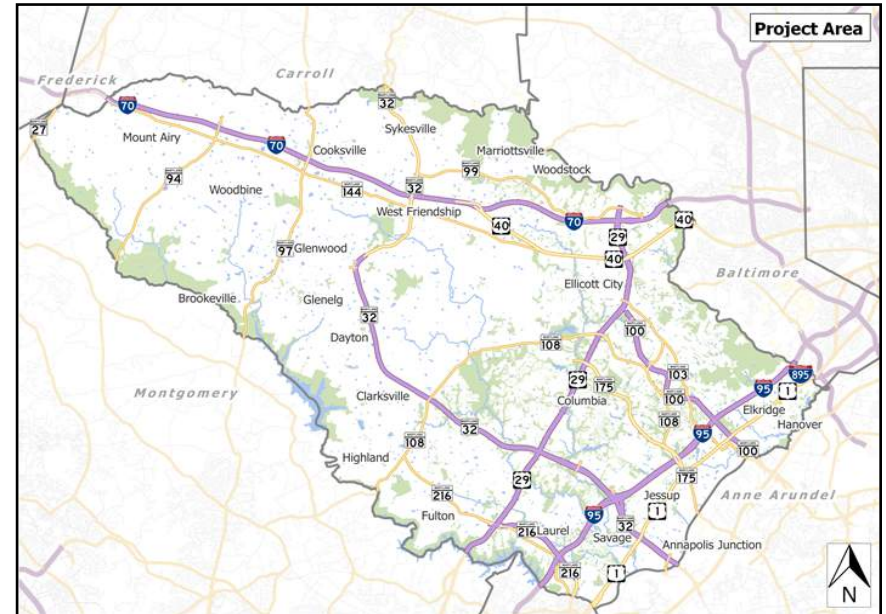 Project Area
Frederick
Carroll
70
32
27
Mount Airy
70
Cooksville
Sykesville
Marriottsville
94
Woodbine
144
32
99
Woodstock
West Friendship
40
70
29
40
40
97
Glenwood
Ellicott City
Baltimore
Brookeville
Glenelg
32
Dayton
108
100
Montgomery
Clarksville
29
175
Columbia
103
100
95
895
1
Elkridge
Hanover
108
32
108
95
100
Highland
29
175
Anne Arundel
216
Fulton
Jessup
1
95
216
Laurel
Savage
32
Annapolis Junction
216
1
N